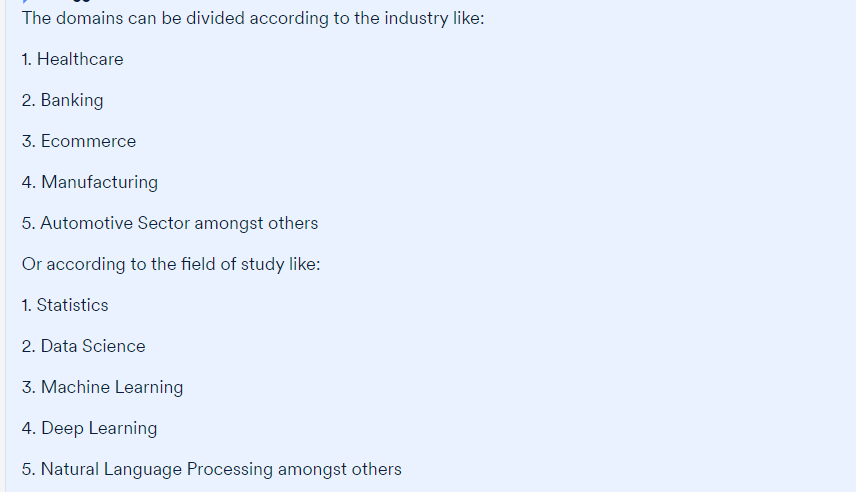 The domains can be divided according to the industry like:
1. Healthcare
2. Banking
3. Ecommerce
4. Manufacturing
5. Automotive Sector amongst others
Or according to the field of study like:
1. Statistics
2. Data Science
3. Machine Learning
4. Deep Learning
5. Natural Language Processing amongst others